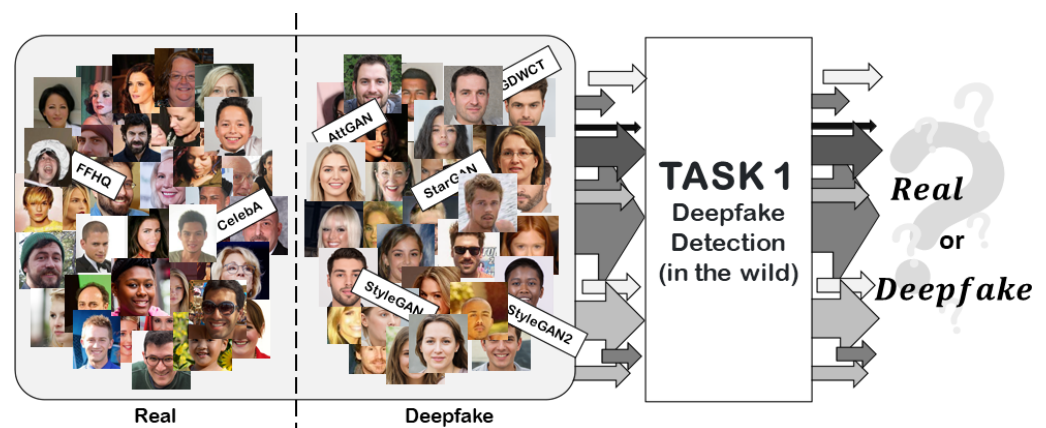 GDWCT
AttGAN
FFHQ
StarGAN
CelebA
StyleGAN
StyleGAN2
Real
Deepfake
TASK 1
Deepfake
Detection
(in the wild)
Real
or
Deepfake
? ? ? ? ? ?